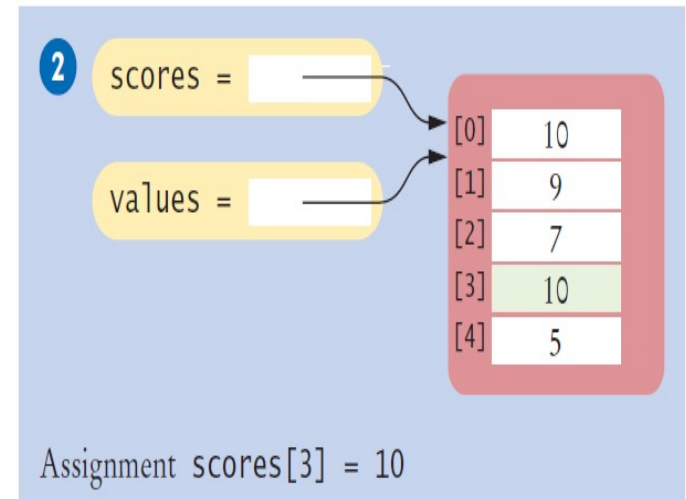 2
scores =
values =
[0] 10
[1] 9
[2] 7
[3] 10
[4] 5
Assignment scores[3] = 10